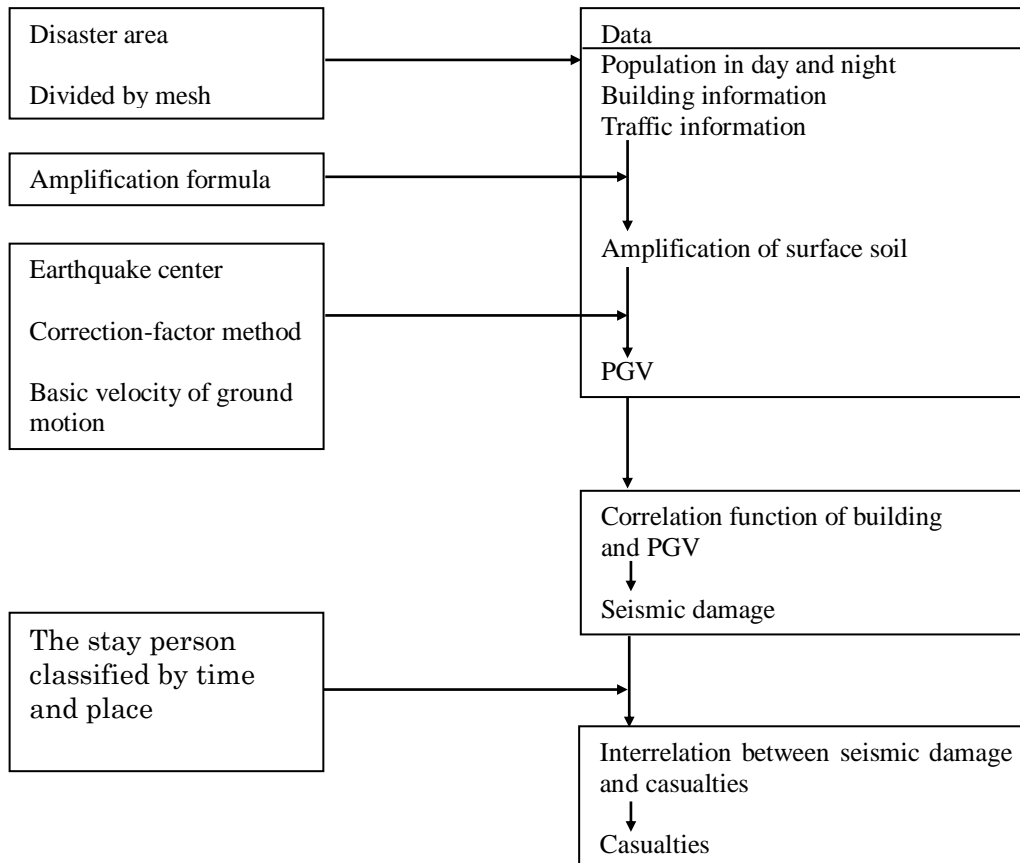 Disaster area
Divided by mesh
Data
Population in day and night
Building information
Traffic information
Amplification formula
Amplification of surface soil
Earthquake center
Correction-factor method
Basic velocity of ground
motion
PGV
Correlation function of building
and PGV
Seismic damage
The stay person
classified by time
and place
Interrelation between seismic damage
and casualties
Casualties